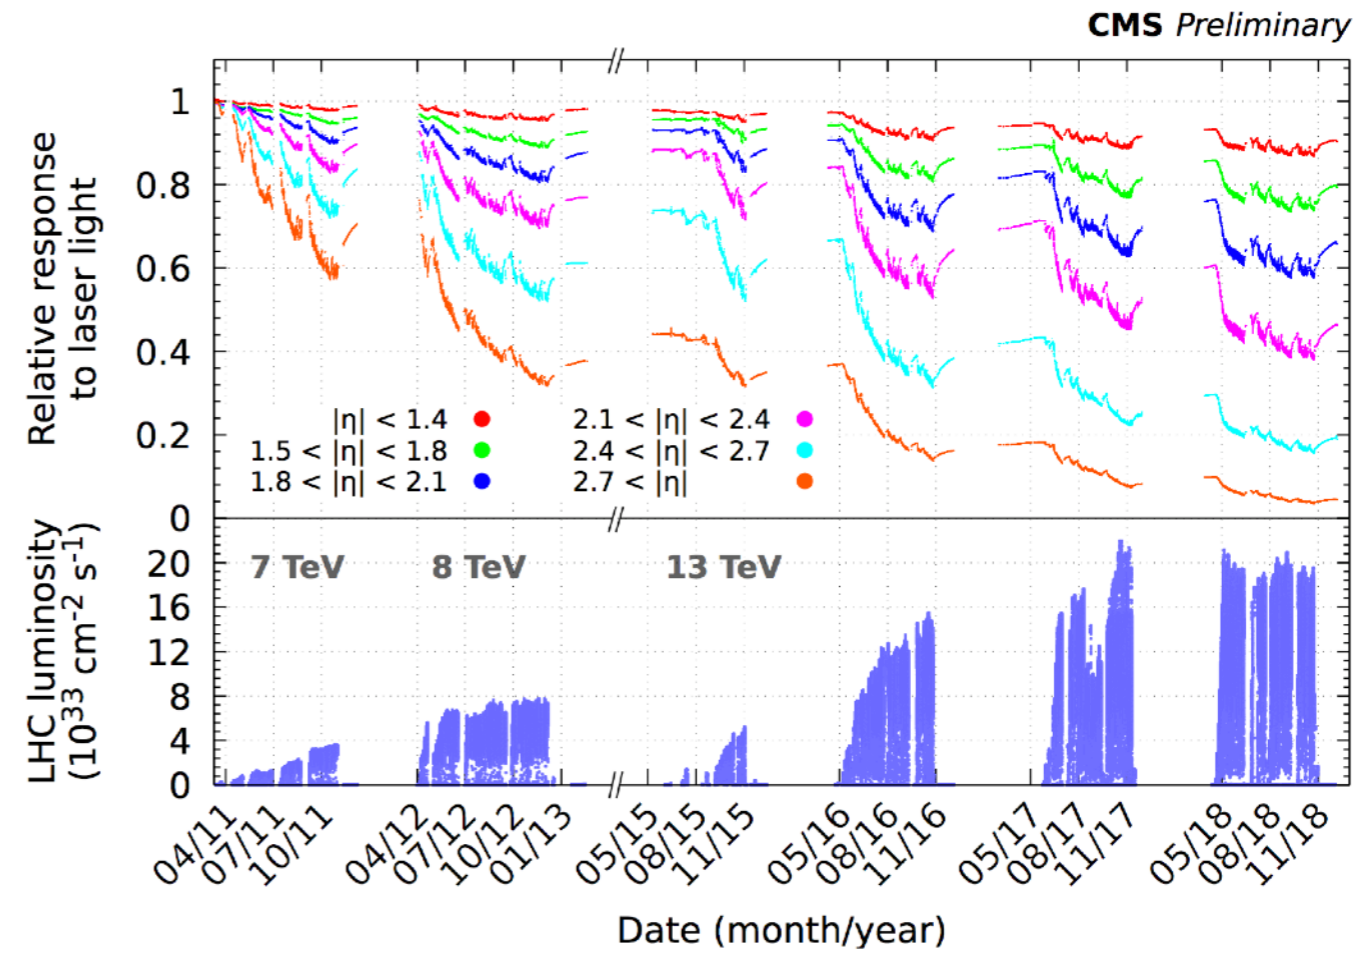 CMS Preliminary
Relative response
to laser light
1
0.8
0.6
0.4
0.2
0
|η| < 1.4
1.5 < |η| < 1.8
1.8 < |η| < 2.1
2.1 < |η| < 2.4
2.4 < |η| < 2.7
2.7 < |η|
LHC luminosity
(10³³ cm⁻² s⁻¹)
20
16
12
8
4
0
7 TeV
8 TeV
13 TeV
04/11
07/11
10/11
04/12
07/12
10/12
01/13
05/15
08/15
11/15
05/16
08/16
11/16
05/17
08/17
11/17
05/18
08/18
11/18
Date (month/year)